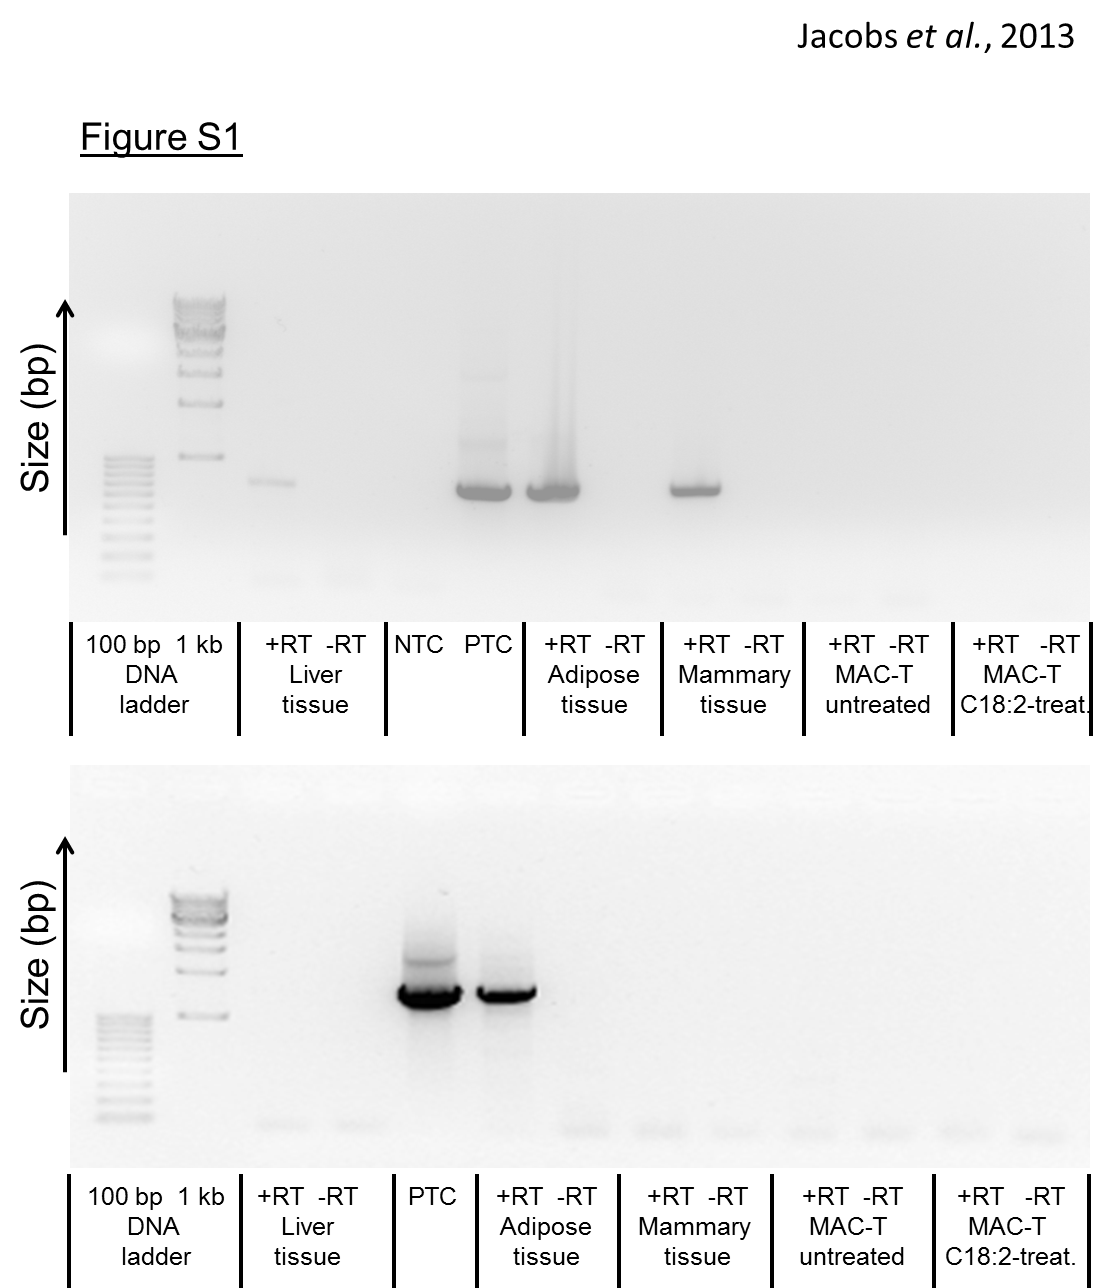 Jacobs et al., 2013
Figure S1
Size (bp)
100 bp 1 kb
DNA
ladder
+RT -RT
Liver
tissue
NTC PTC
+RT -RT
Adipose
tissue
+RT -RT
Mammary
tissue
+RT -RT
MAC-T
untreated
+RT -RT
MAC-T
C18:2-treat.
Size (bp)
100 bp 1 kb
DNA
ladder
+RT -RT
Liver
tissue
PTC
+RT -RT
Adipose
tissue
+RT -RT
Mammary
tissue
+RT -RT
MAC-T
untreated
+RT -RT
MAC-T
C18:2-treat.